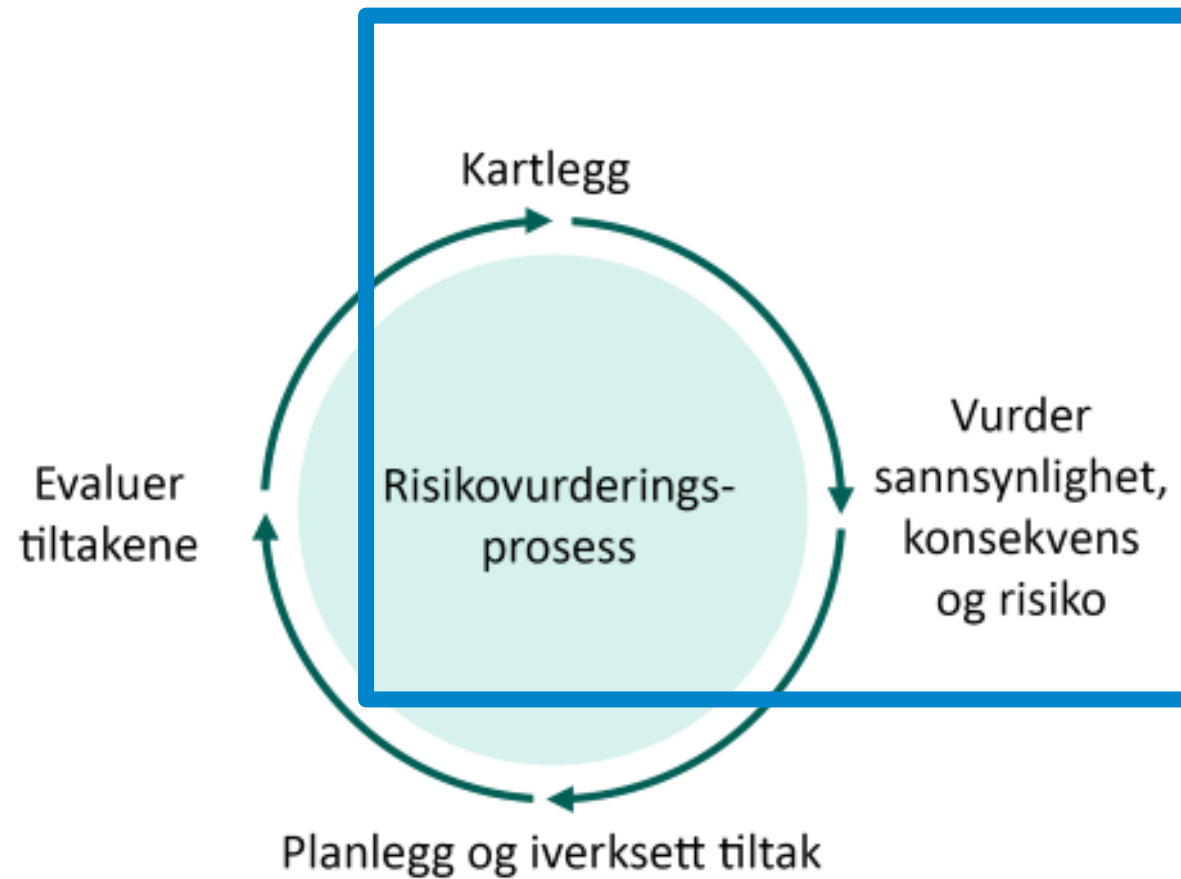 Kartlegg
Vurder
sannsynlighet,
konsekvens
og risiko
Risikovurderings-
prosess
Evaluer
tiltakene
Planlegg og iverksett tiltak